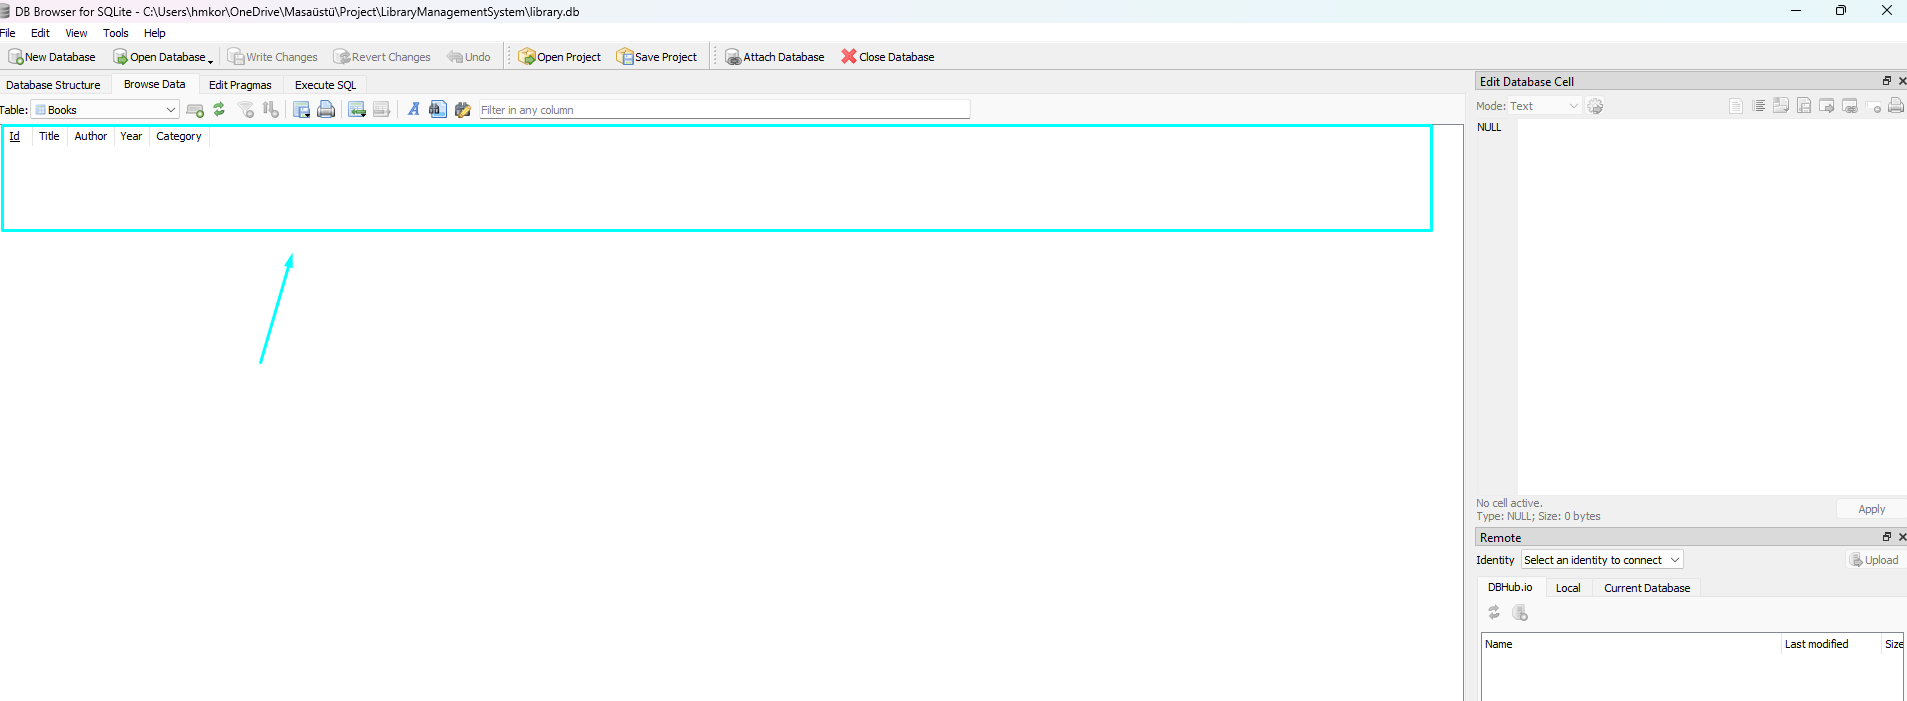 DB Browser for SQLite - C:\Users\hmkor\OneDrive\Masaüstü\Project\LibraryManagementSystem\library.db
File Edit View Tools Help
New Database Open Database Write Changes Revert Changes Undo Open Project Save Project Attach Database Close Database
Database Structure Browse Data Edit Pragmas Execute SQL
Table: Books Filter in any column
Id Title Author Year Category
Edit Database Cell
Mode: Text
NULL
No cell active.
Type: NULL; Size: 0 bytes
Apply
Remote
Identity Select an identity to connect Upload
DBHub.io Local Current Database
Name Last modified Size